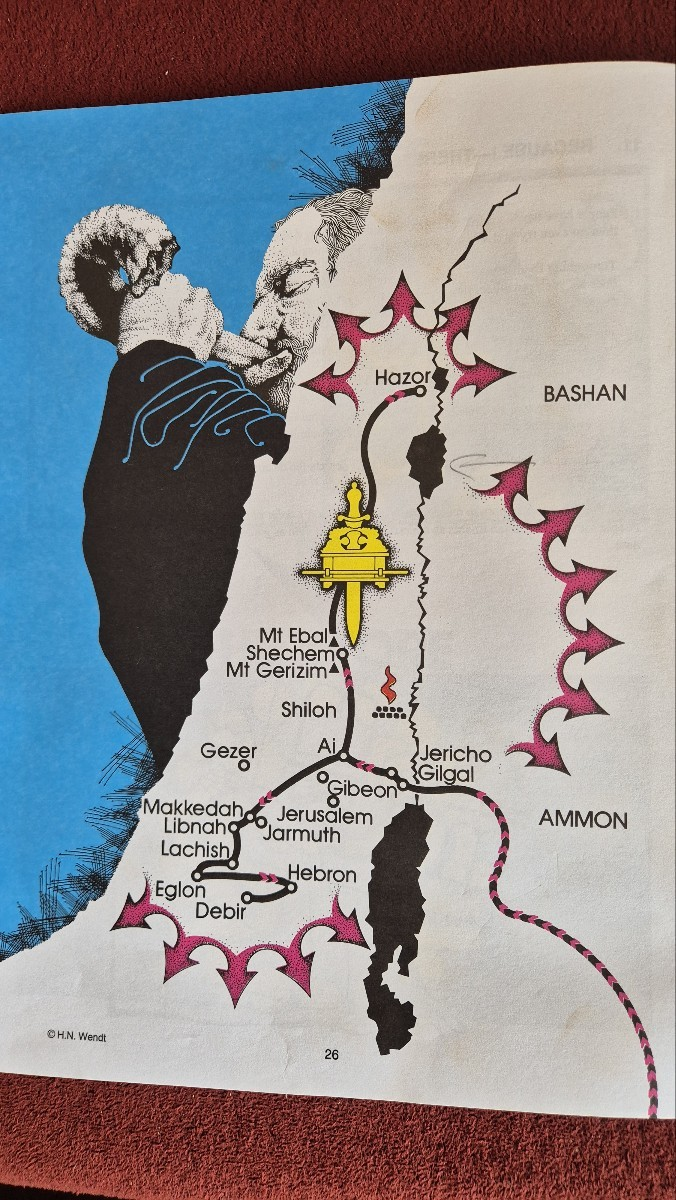 Hazor
BASHAN
Mt Ebal
Shechem
Mt Gerizim
Shiloh
Gezer
Ai
Jericho
Gilgal
Gibeon
Makkedah
Jerusalem
AMMON
Libnah
Jarmuth
Lachish
Hebron
Eglon
Debir
© H.N. Wendt
26